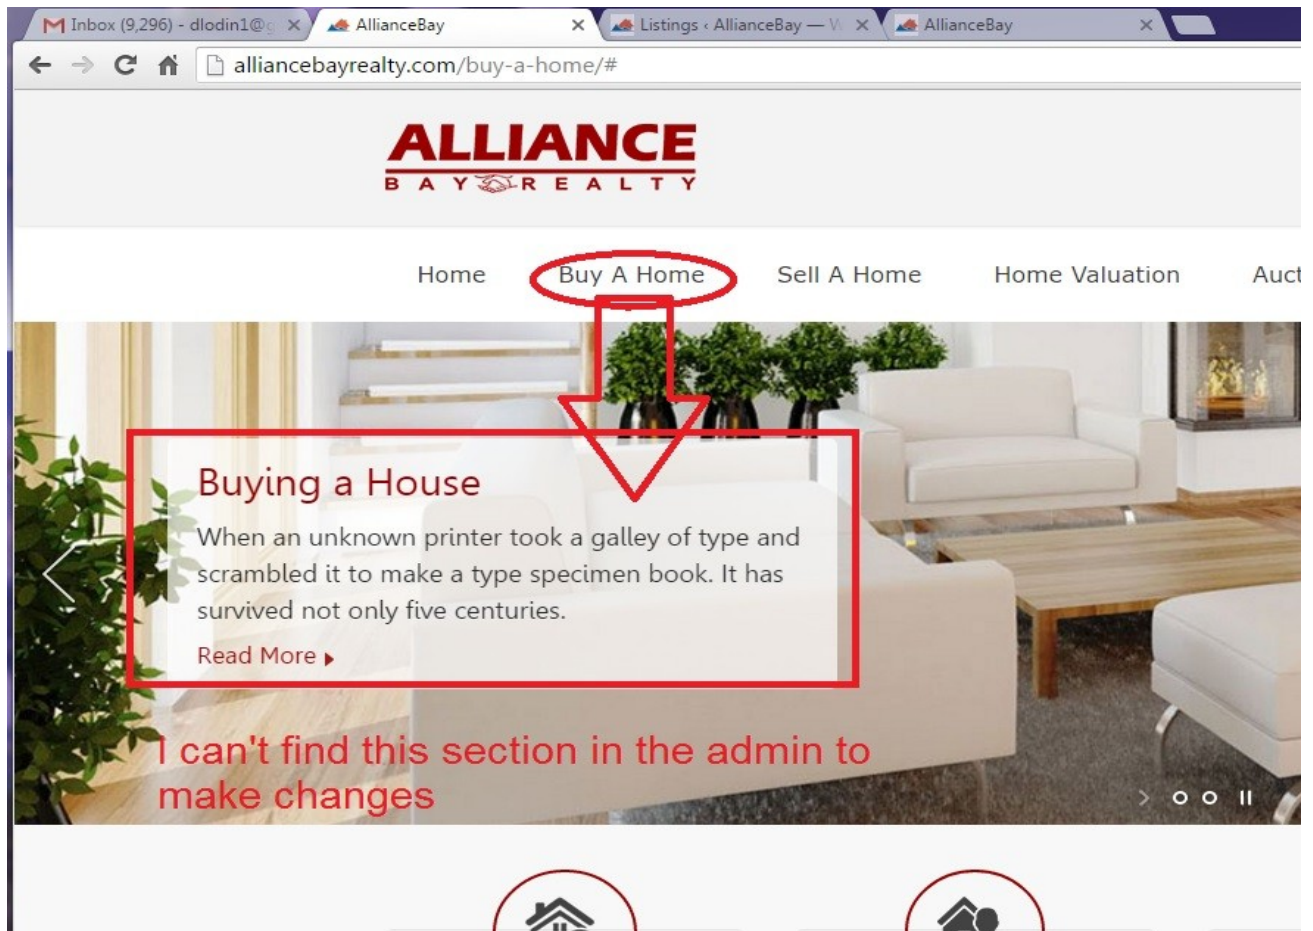 Inbox (9,296) - dlodin1@g
AllianceBay
Listings ‹ AllianceBay — W
AllianceBay
alliancebayrealty.com/buy-a-home/#
ALLIANCE
BAY REALTY
Home Buy A Home Sell A Home Home Valuation Auct
Buying a House
When an unknown printer took a galley of type and
scrambled it to make a type specimen book. It has
survived not only five centuries.
Read More
I can't find this section in the admin to
make changes